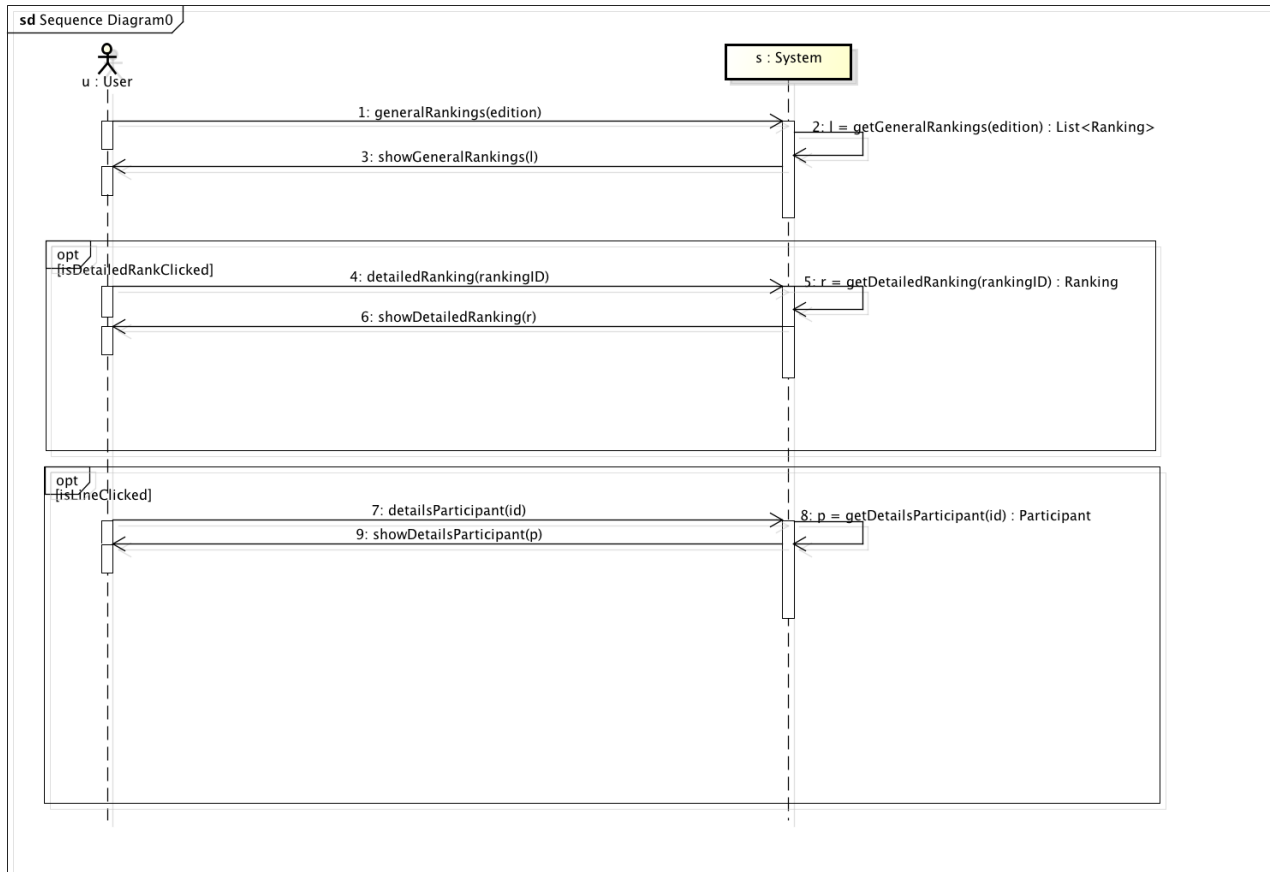 sd Sequence Diagram0
u : User
s : System
1: generalRankings(edition)
2: l = getGeneralRankings(edition) : List<Ranking>
3: showGeneralRankings(l)
opt
[isDetailedRankClicked]
4: detailedRanking(rankingID)
5: r = getDetailedRanking(rankingID) : Ranking
6: showDetailedRanking(r)
opt
[isLineClicked]
7: detailsParticipant(id)
8: p = getDetailsParticipant(id) : Participant
9: showDetailsParticipant(p)